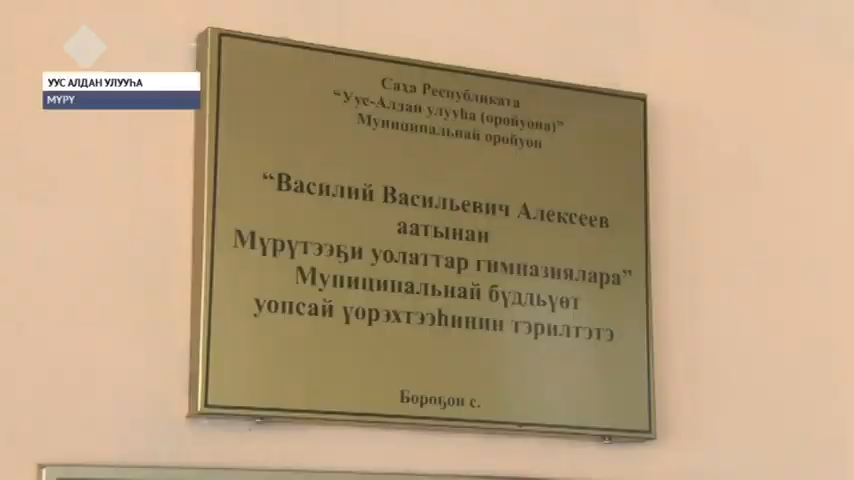 УУС АЛДАН УЛУУҺА
МҮРҮ
Саха Республиката
“Уус-Алдан улууһа (оройуона)”
Муниципальнай оройуон
“Василий Васильевич Алексеев
аатынан
Мүрүтээҕи уолаттар гимназиялара”
Муниципальнай бүдьүөт
уопсай үөрэхтээһинин тэрилтэтэ
Бороҕон с.